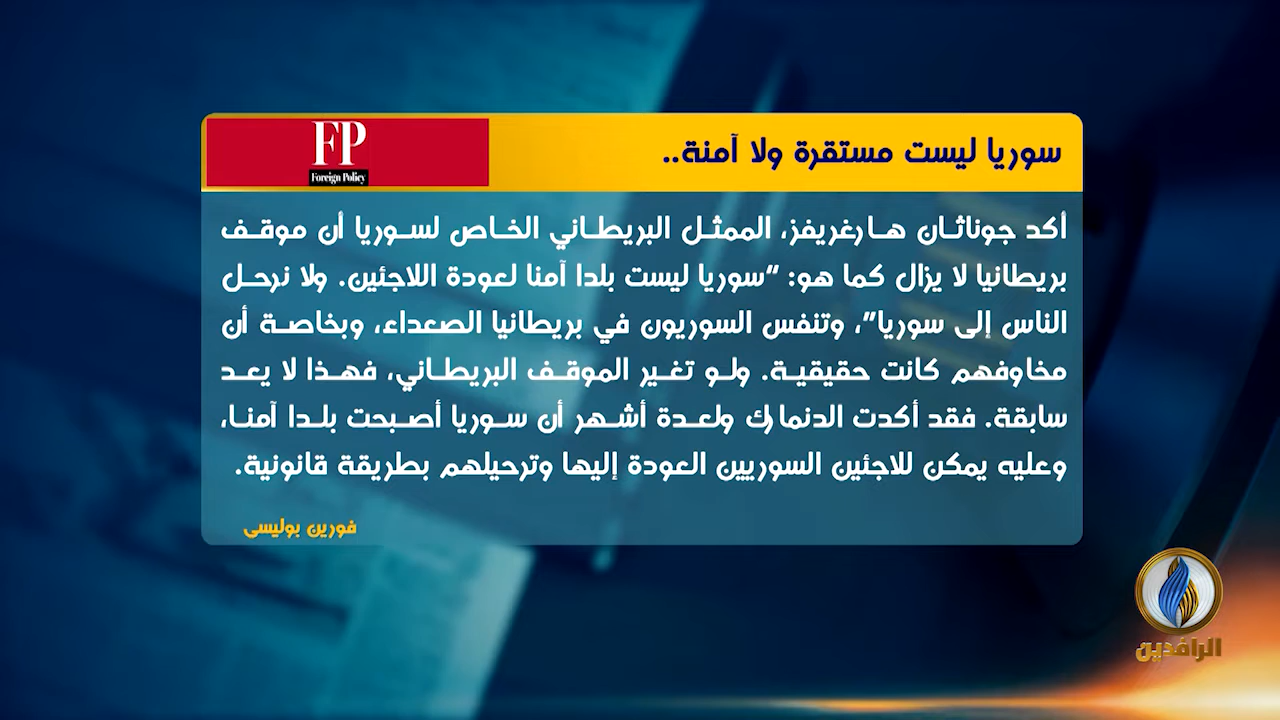 سوريا ليست مستقرة ولا آمنة..
FP
Foreign Policy
أكد جوناثان هارغريفز، الممثل البريطاني الخاص لسوريا أن موقف
بريطانيا لا يزال كما هو: "سوريا ليست بلدا آمنا لعودة اللاجئين. ولا نرحل
الناس إلى سوريا"، وتنفس السوريون في بريطانيا الصعداء، وبخاصة أن
مخاوفهم كانت حقيقية. ولو تغير الموقف البريطاني، فهذا لا يعد
سابقة. فقد أكدت الدنمارك ولعدة أشهر أن سوريا أصبحت بلدا آمنا،
وعليه يمكن للاجئين السوريين العودة إليها وترحيلهم بطريقة قانونية.
فورين بوليسى
الرافدين